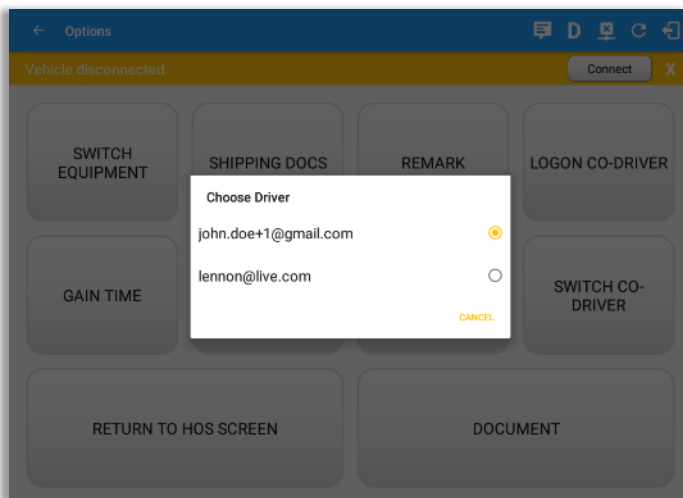 Options
D
Vehicle disconnected
Connect
X
SWITCH
EQUIPMENT
SHIPPING DOCS
REMARK
LOGON CO-DRIVER
Choose Driver
john.doe+1@gmail.com
lennon@live.com
CANCEL
GAIN TIME
SWITCH CO-
DRIVER
RETURN TO HOS SCREEN
DOCUMENT